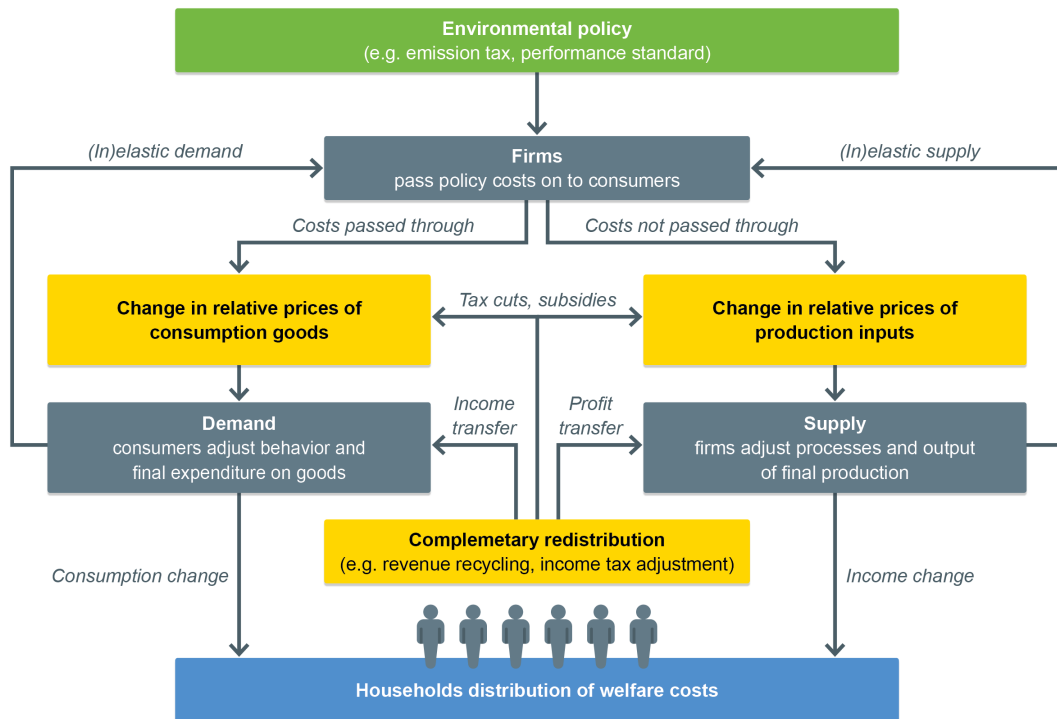 Environmental policy
(e.g. emission tax, performance standard)
(In)elastic demand
(In)elastic supply
Firms
pass policy costs on to consumers
Costs passed through
Costs not passed through
Change in relative prices of
consumption goods
Tax cuts, subsidies
Change in relative prices of
production inputs
Demand
consumers adjust behavior and
final expenditure on goods
Income
transfer
Profit
transfer
Supply
firms adjust processes and output
of final production
Complemetary redistribution
(e.g. revenue recycling, income tax adjustment)
Consumption change
Income change
Households distribution of welfare costs